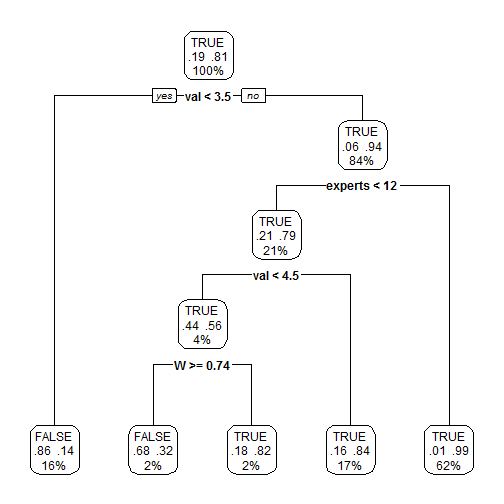 TRUE
.19 .81
100%
yes val < 3.5 no
TRUE
.06 .94
84%
experts < 12
TRUE
.21 .79
21%
val < 4.5
TRUE
.44 .56
4%
W >= 0.74
FALSE
.86 .14
16%
FALSE
.68 .32
2%
TRUE
.18 .82
2%
TRUE
.16 .84
17%
TRUE
.01 .99
62%